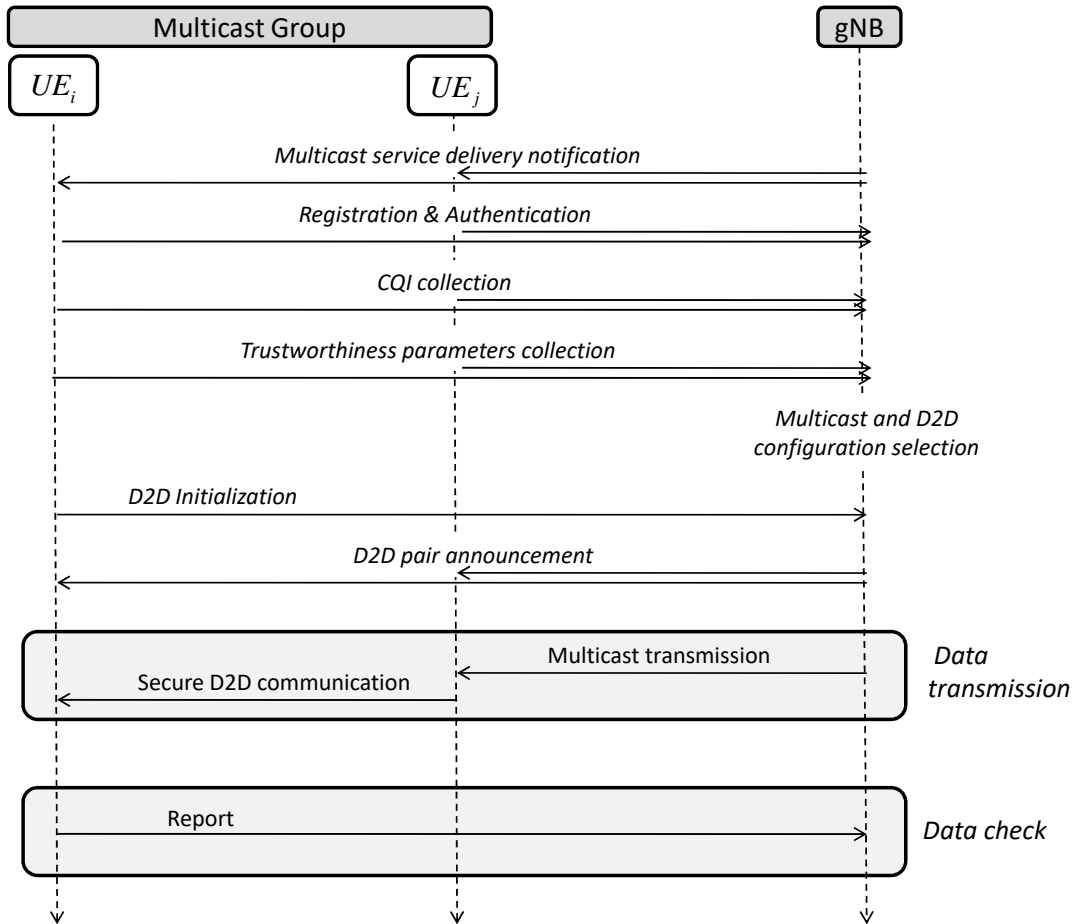 Multicast Group
gNB
UE_i
UE_j
Multicast service delivery notification
Registration & Authentication
CQI collection
Trustworthiness parameters collection
Multicast and D2D
configuration selection
D2D Initialization
D2D pair announcement
Multicast transmission
Secure D2D communication
Data
transmission
Report
Data check